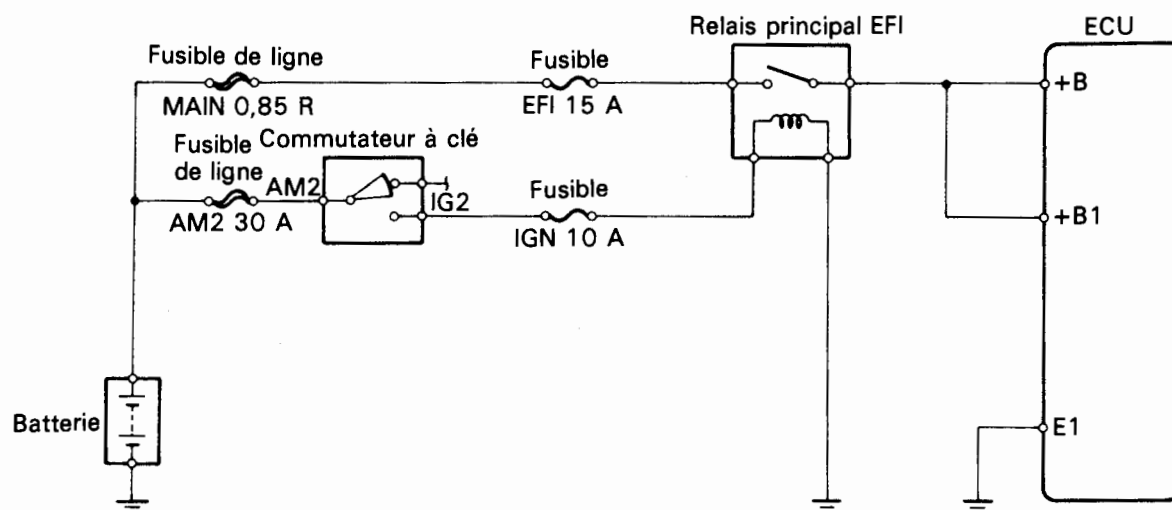 Relais principal EFI
ECU
Fusible de ligne
Fusible
+B
MAIN 0,85 R
EFI 15 A
Fusible
de ligne
Commutateur à clé
AM2
IG2
Fusible
+B1
AM2 30 A
IGN 10 A
Batterie
E1